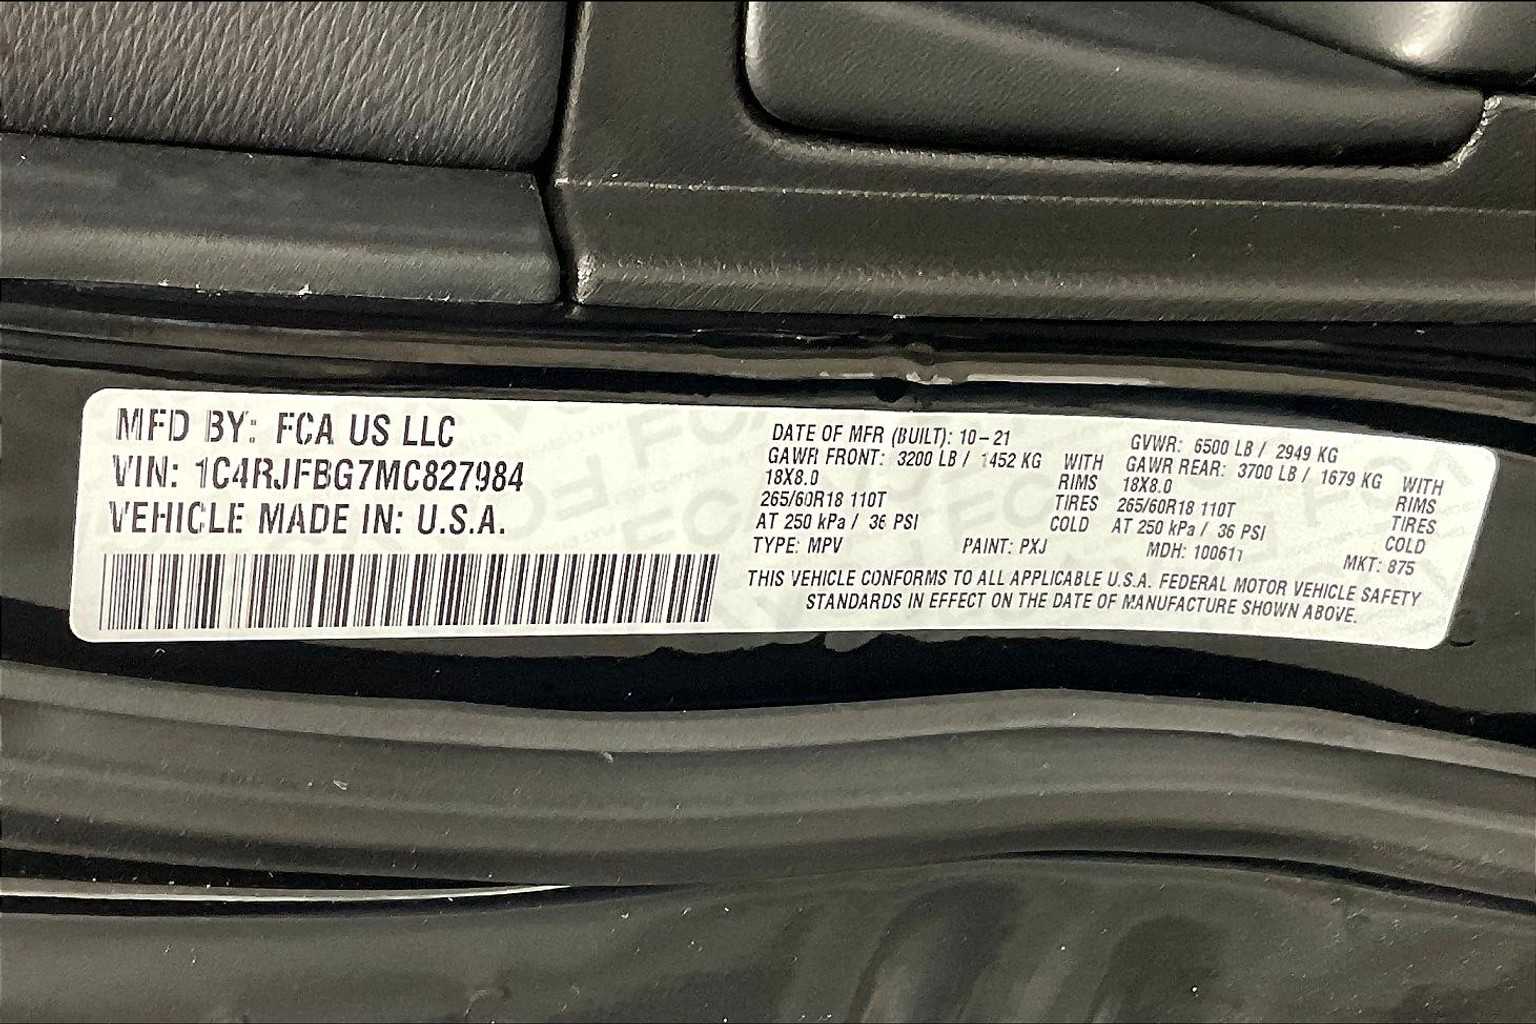 MFD BY: FCA US LLC
VIN: 1C4RJFBG7MC827984
VEHICLE MADE IN: U.S.A.
DATE OF MFR (BUILT): 10-21
GAWR FRONT: 3200 LB / 1452 KG WITH
18X8.0 RIMS
265/60R18 110T TIRES
AT 250 kPa / 36 PSI COLD
TYPE: MPV PAINT: PXJ
GVWR: 6500 LB / 2949 KG
GAWR REAR: 3700 LB / 1679 KG WITH
18X8.0 RIMS
265/60R18 110T TIRES
AT 250 kPa / 36 PSI COLD
MDH: 100611 MKT: 875
THIS VEHICLE CONFORMS TO ALL APPLICABLE U.S.A. FEDERAL MOTOR VEHICLE SAFETY
STANDARDS IN EFFECT ON THE DATE OF MANUFACTURE SHOWN ABOVE.